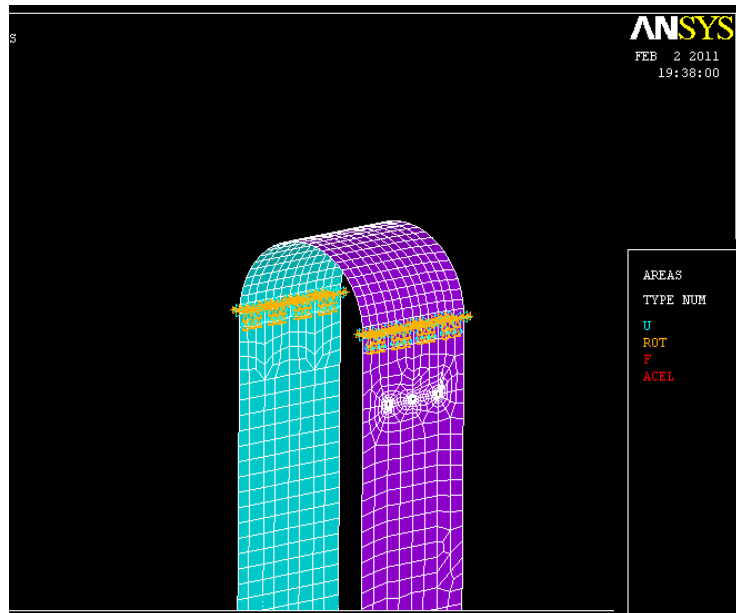 S
ANSYS
FEB 2 2011
19:38:00
AREAS
TYPE NUM
U
ROT
F
ACEL